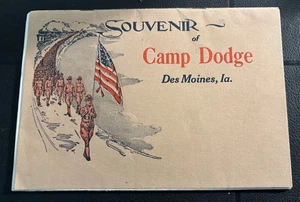 SOUVENIR
of
Camp Dodge
Des Moines, Ia.